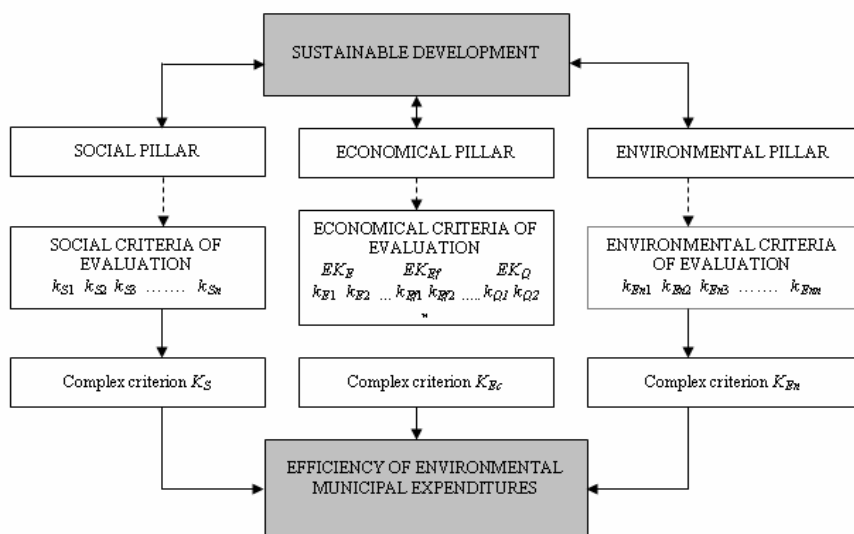 SUSTAINABLE DEVELOPMENT
SOCIAL PILLAR
ECONOMICAL PILLAR
ENVIRONMENTAL PILLAR
SOCIAL CRITERIA OF
EVALUATION
kS1 kS2 kS3 ……. kSn
ECONOMICAL CRITERIA OF
EVALUATION
EKE EKEf EKQ
kE1 kE2 ... kEf1 kEf2 ..... kQ1 kQ2
ENVIRONMENTAL CRITERIA
OF EVALUATION
kEn1 kEn2 kEn3 ……. kEnn
Complex criterion KS
Complex criterion KEc
Complex criterion KEn
EFFICIENCY OF ENVIRONMENTAL
MUNICIPAL EXPENDITURES